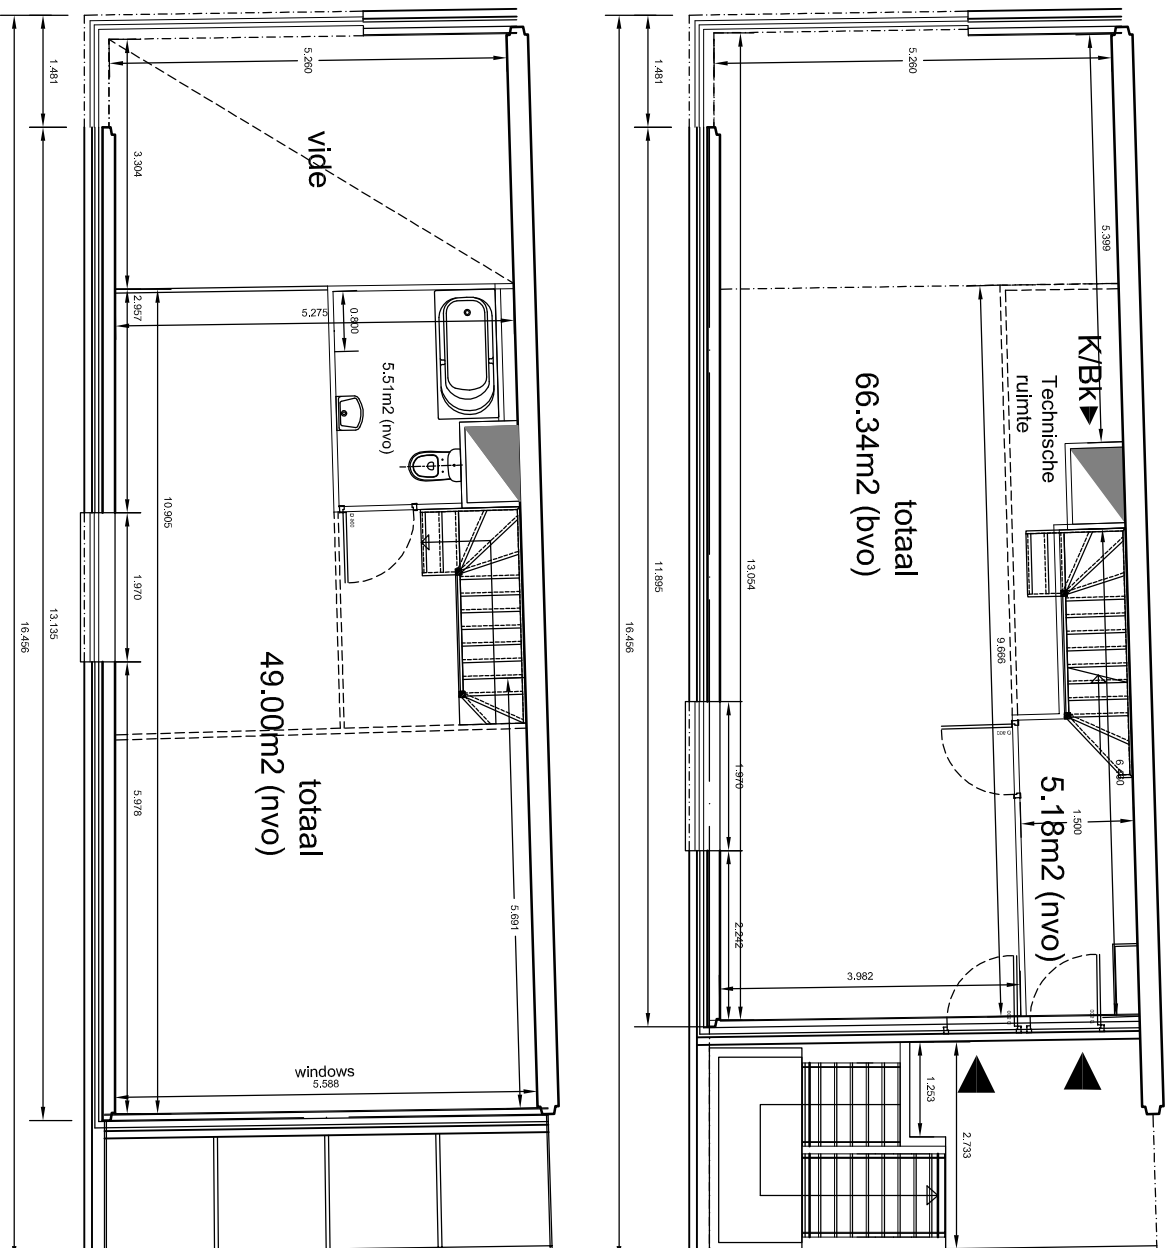 5.260
1.481
3.304
vide
2.957
5.275
0.800
5.51m2 (nvo)
10.905
D 800
1.970
13.135
16.456
totaal
49.00m2 (nvo)
5.978
5.691
windows
5.588
5.260
1.481
5.399
K/Bk
Technische
ruimte
totaal
66.34m2 (bvo)
13.054
11.895
16.456
9.666
1.970
1.500
5.18m2 (nvo)
2.242
3.982
1.253
2.733